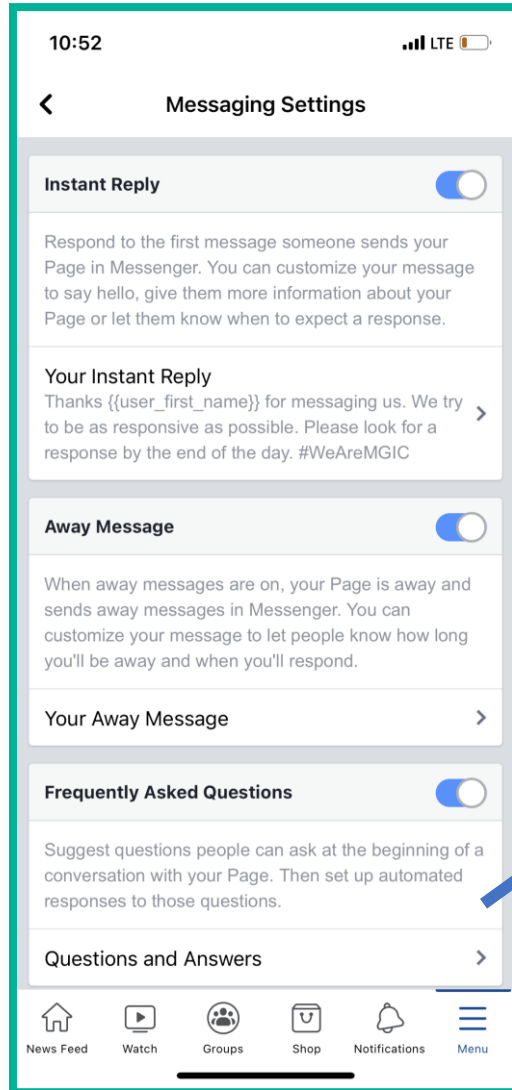 10:52
LTE
Messaging Settings
Instant Reply
Respond to the first message someone sends your
Page in Messenger. You can customize your message
to say hello, give them more information about your
Page or let them know when to expect a response.
Your Instant Reply
Thanks {{user_first_name}} for messaging us. We try
to be as responsive as possible. Please look for a
response by the end of the day. #WeAreMGIC
Away Message
When away messages are on, your Page is away and
sends away messages in Messenger. You can
customize your message to let people know how long
you'll be away and when you'll respond.
Your Away Message
Frequently Asked Questions
Suggest questions people can ask at the beginning of a
conversation with your Page. Then set up automated
responses to those questions.
Questions and Answers
News Feed Watch Groups Shop Notifications Menu